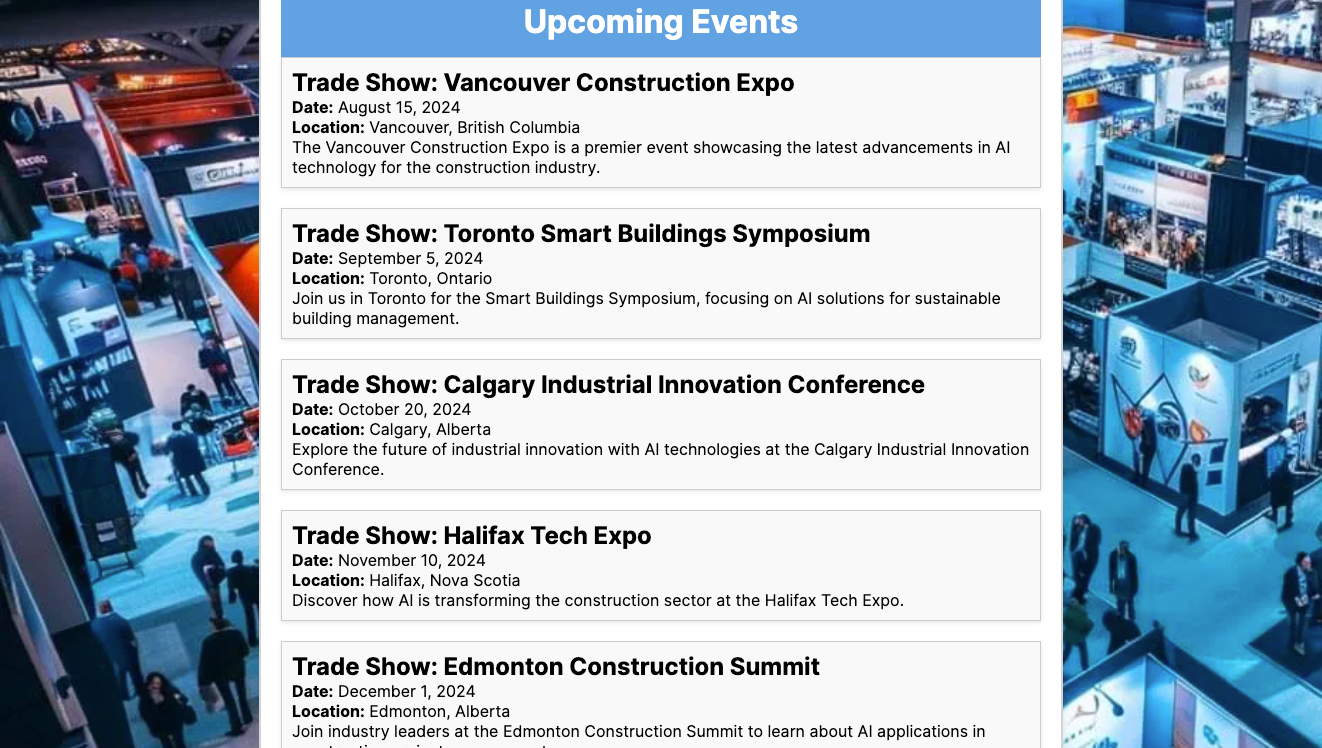 Upcoming Events
Trade Show: Vancouver Construction Expo
Date: August 15, 2024
Location: Vancouver, British Columbia
The Vancouver Construction Expo is a premier event showcasing the latest advancements in AI
technology for the construction industry.
Trade Show: Toronto Smart Buildings Symposium
Date: September 5, 2024
Location: Toronto, Ontario
Join us in Toronto for the Smart Buildings Symposium, focusing on AI solutions for sustainable
building management.
Trade Show: Calgary Industrial Innovation Conference
Date: October 20, 2024
Location: Calgary, Alberta
Explore the future of industrial innovation with AI technologies at the Calgary Industrial Innovation
Conference.
Trade Show: Halifax Tech Expo
Date: November 10, 2024
Location: Halifax, Nova Scotia
Discover how AI is transforming the construction sector at the Halifax Tech Expo.
Trade Show: Edmonton Construction Summit
Date: December 1, 2024
Location: Edmonton, Alberta
Join industry leaders at the Edmonton Construction Summit to learn about AI applications in